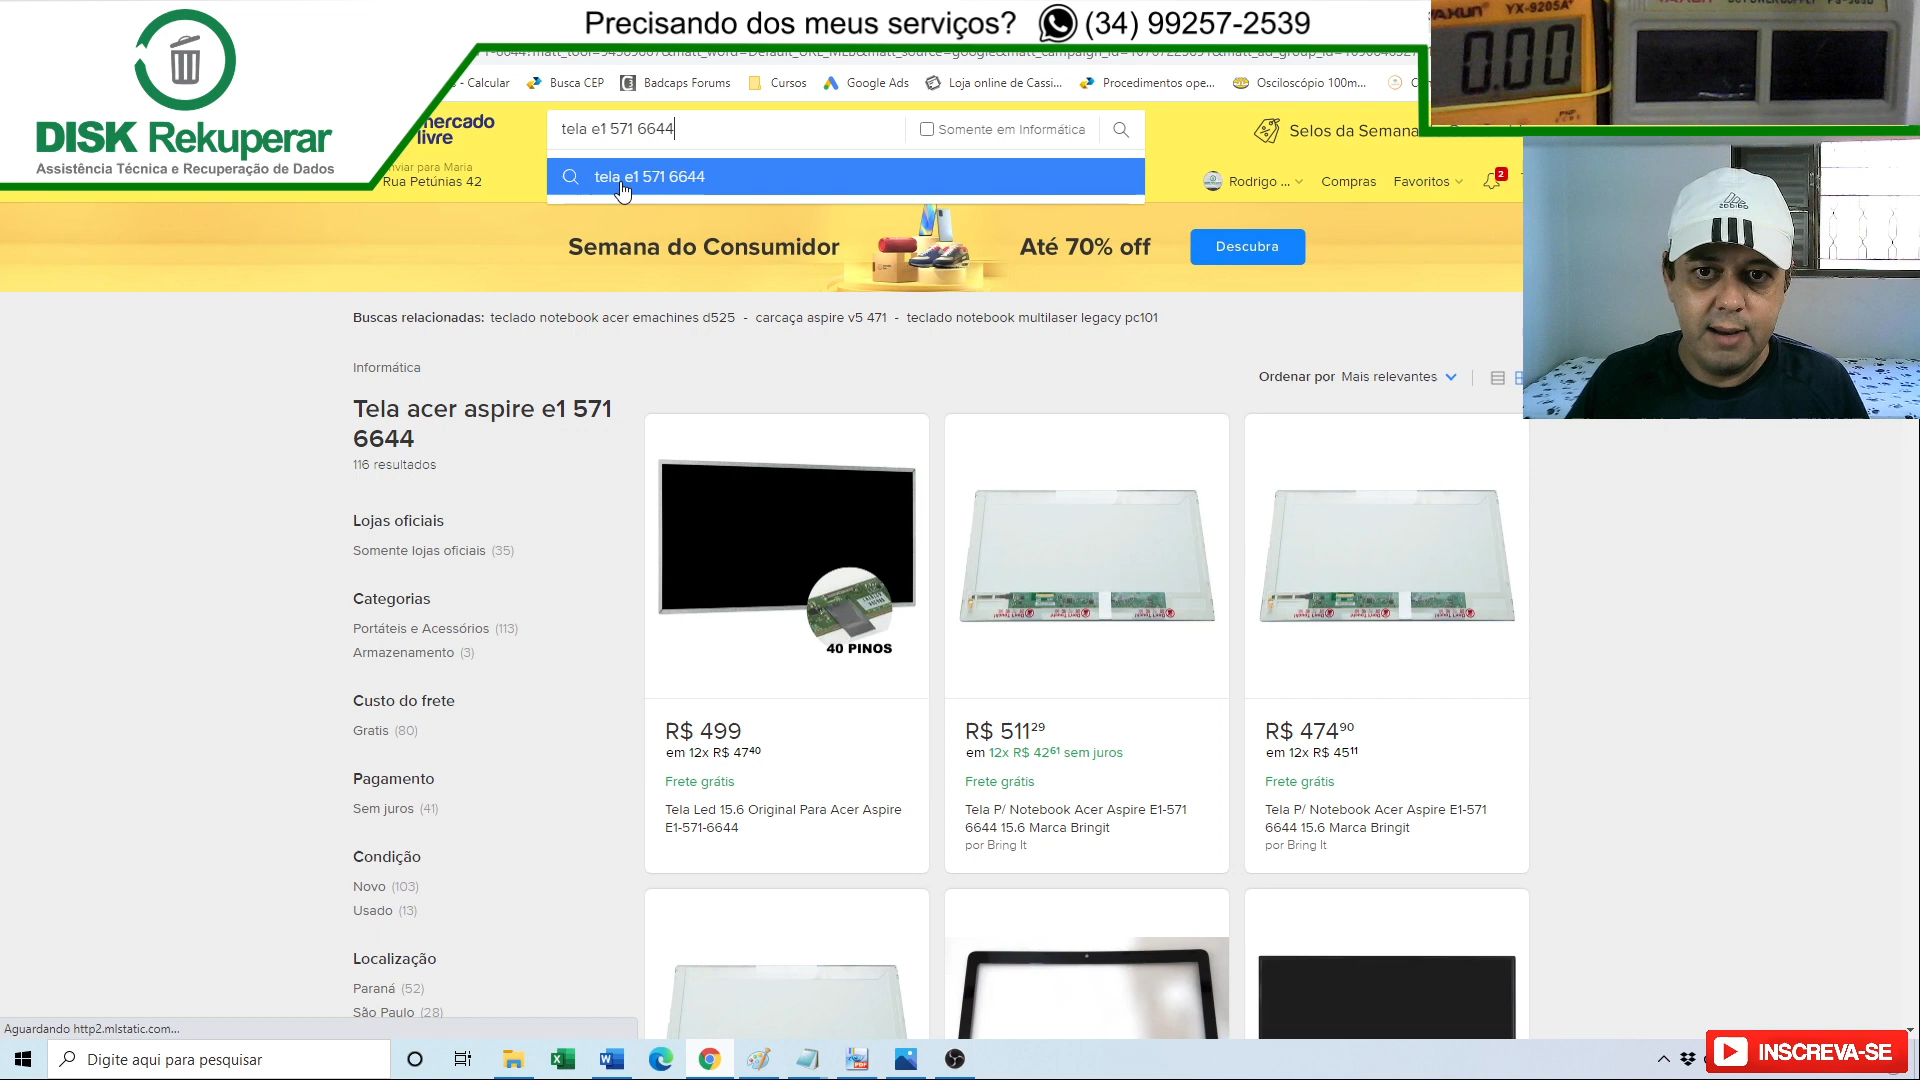 Precisando dos meus serviços? (34) 99257-2539
DISK Rekuperar
Assistência Técnica e Recuperação de Dados
YX-9205A+
0.00
- Calcular
Busca CEP
Badcaps Forums
Cursos
Google Ads
Loja online de Cassi...
Procedimentos ope...
Osciloscópio 100m...
mercado
livre
tela e1 571 6644
Somente em Informática
Selos da Semana
tela e1 571 6644
Enviar para Maria
Rua Petúnias 42
Rodrigo ...
Compras
Favoritos
2
Semana do Consumidor
Até 70% off
Descubra
Buscas relacionadas: teclado notebook acer emachines d525 - carcaça aspire v5 471 - teclado notebook multilaser legacy pc101
Informática
Ordenar por Mais relevantes
Tela acer aspire e1 571
6644
116 resultados
Lojas oficiais
Somente lojas oficiais (35)
Categorias
Portáteis e Acessórios (113)
Armazenamento (3)
Custo do frete
Gratis (80)
Pagamento
Sem juros (41)
Condição
Novo (103)
Usado (13)
Localização
Paraná (52)
São Paulo (28)
40 PINOS
R$ 499
em 12x R$ 4740
Frete grátis
Tela Led 15.6 Original Para Acer Aspire
E1-571-6644
R$ 51129
em 12x R$ 4261 sem juros
Frete grátis
Tela P/ Notebook Acer Aspire E1-571
6644 15.6 Marca Bringit
por Bring It
R$ 47490
em 12x R$ 4511
Frete grátis
Tela P/ Notebook Acer Aspire E1-571
6644 15.6 Marca Bringit
por Bring It
Aguardando http2.mlstatic.com...
Digite aqui para pesquisar
INSCREVA-SE